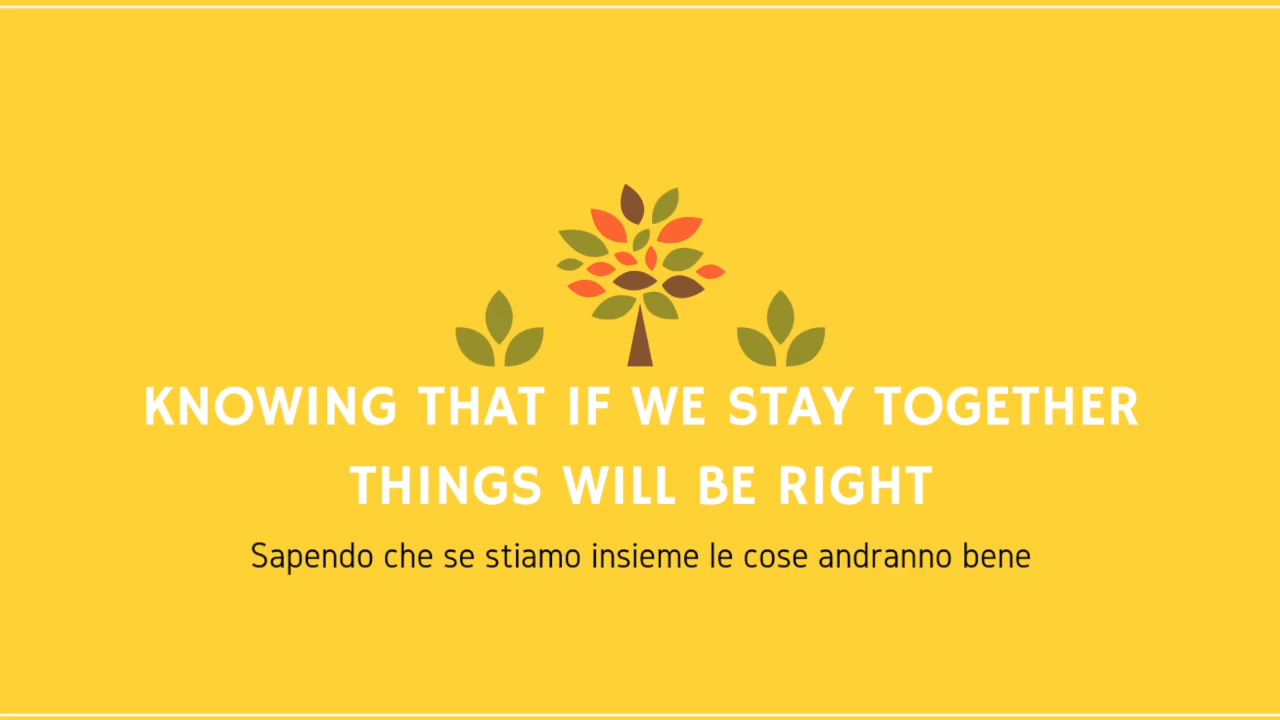 KNOWING THAT IF WE STAY TOGETHER
THINGS WILL BE RIGHT
Sapendo che se stiamo insieme le cose andranno bene